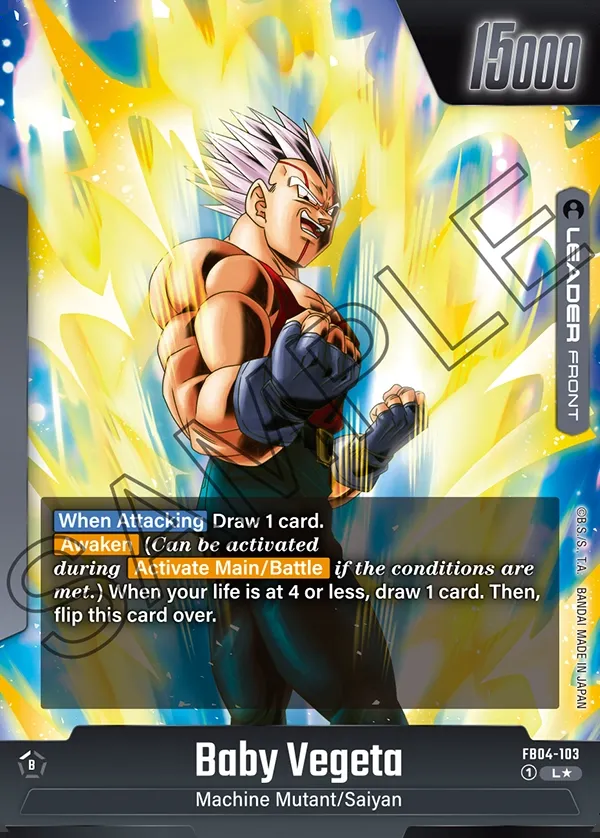 15000
LEADER FRONT
When Attacking Draw 1 card.
Awaken (Can be activated
during Activate Main/Battle if the conditions are
met.) When your life is at 4 or less, draw 1 card. Then,
flip this card over.
SAMPLE
©B.S./S., T.A. BANDAI MADE IN JAPAN
B
Baby Vegeta
FB04-103
1 L★
Machine Mutant/Saiyan